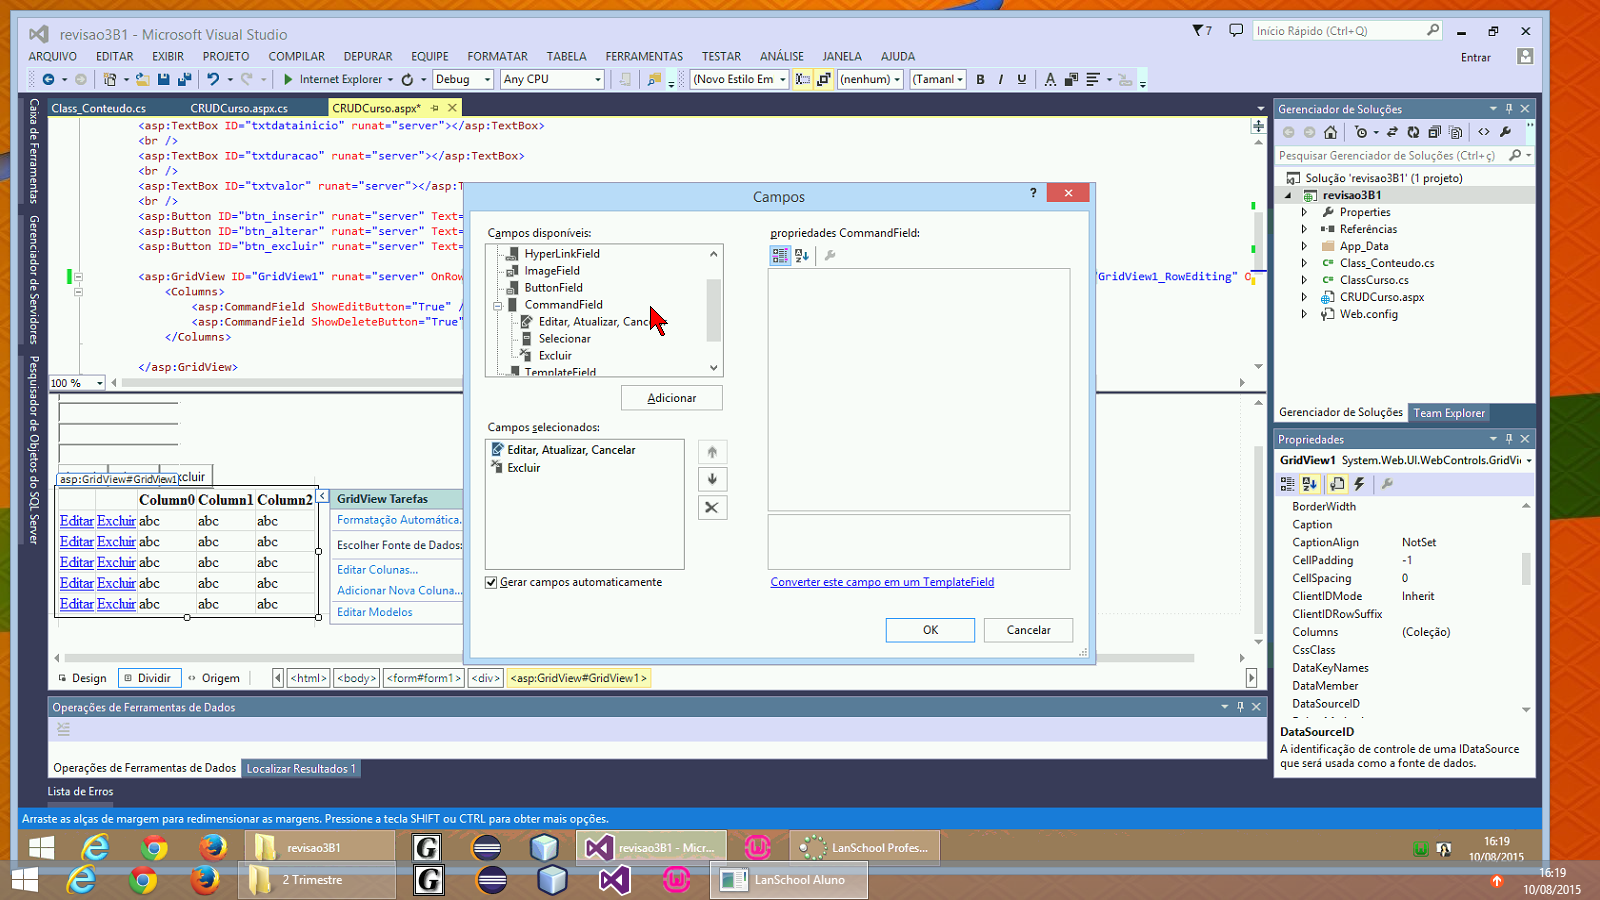 revisao3B1 - Microsoft Visual Studio
7
Início Rápido (Ctrl+Q)
ARQUIVO EDITAR EXIBIR PROJETO COMPILAR DEPURAR EQUIPE FORMATAR TABELA FERRAMENTAS TESTAR ANÁLISE JANELA AJUDA
Entrar
Internet Explorer Debug Any CPU (Novo Estilo Em (nenhum) (Tamanl B I U A
Caixa de Ferramentas
Gerenciador de Servidores
Pesquisador de Objetos do SQL Server
Class_Conteudo.cs CRUDCurso.aspx.cs CRUDCurso.aspx*
<asp:TextBox ID="txtdatainicio" runat="server"></asp:TextBox>
<br />
<asp:TextBox ID="txtduracao" runat="server"></asp:TextBox>
<br />
<asp:TextBox ID="txtvalor" runat="server"></asp:T
<br />
<asp:Button ID="btn_inserir" runat="server" Text=
<asp:Button ID="btn_alterar" runat="server" Text=
<asp:Button ID="btn_excluir" runat="server" Text=
<asp:GridView ID="GridView1" runat="server" OnRow
"GridView1_RowEditing" O
<Columns>
<asp:CommandField ShowEditButton="True" /
<asp:CommandField ShowDeleteButton="True"
</Columns>
</asp:GridView>
100 %
Campos
?
Campos disponíveis:
HyperLinkField
ImageField
ButtonField
CommandField
Editar, Atualizar, Cancelar
Selecionar
Excluir
TemplateField
Adicionar
Campos selecionados:
Editar, Atualizar, Cancelar
Excluir
Gerar campos automaticamente
propriedades CommandField:
Converter este campo em um TemplateField
OK
Cancelar
cluir
asp:GridView#GridView1
Column0 Column1 Column2
Editar Excluir abc abc abc
Editar Excluir abc abc abc
Editar Excluir abc abc abc
Editar Excluir abc abc abc
Editar Excluir abc abc abc
GridView Tarefas
Formatação Automática.
Escolher Fonte de Dados:
Editar Colunas...
Adicionar Nova Coluna...
Editar Modelos
Design Dividir Origem
<html> <body> <form#form1> <div> <asp:GridView#GridView1>
Operações de Ferramentas de Dados
Operações de Ferramentas de Dados Localizar Resultados 1
Lista de Erros
Arraste as alças de margem para redimensionar as margens. Pressione a tecla SHIFT ou CTRL para obter mais opções.
Gerenciador de Soluções
Pesquisar Gerenciador de Soluções (Ctrl+ç)
Solução 'revisao3B1' (1 projeto)
revisao3B1
Properties
Referências
App_Data
Class_Conteudo.cs
ClassCurso.cs
CRUDCurso.aspx
Web.config
Gerenciador de Soluções Team Explorer
Propriedades
GridView1 System.Web.UI.WebControls.GridVi
BorderWidth
Caption
CaptionAlign NotSet
CellPadding -1
CellSpacing 0
ClientIDMode Inherit
ClientIDRowSuffix
Columns (Coleção)
CssClass
DataKeyNames
DataMember
DataSourceID
DataSourceID
A identificação de controle de uma IDataSource
que será usada como a fonte de dados.
revisao3B1
G
revisao3B1 - Micr...
LanSchool Profes...
16:19
10/08/2015
2 Trimestre
G
LanSchool Aluno
16:19
10/08/2015